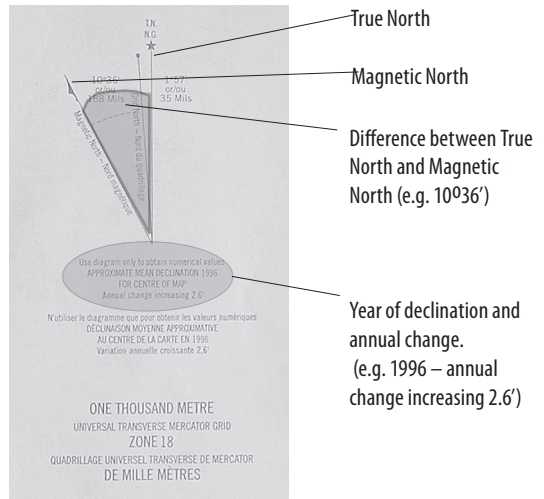 T.N.
N.G.
True North
10°36'
or/ou
188 Mils
1°57'
or/ou
35 Mils
Magnetic North
Magnetic North – Nord magnétique
Grid North – Nord du quadrillage
Difference between True
North and Magnetic
North (e.g. 10º36’)
Use diagram only to obtain numerical values
APPROXIMATE MEAN DECLINATION 1996
FOR CENTRE OF MAP
Annual change increasing 2.6'
N'utiliser le diagramme que pour obtenir les valeurs numériques
DÉCLINAISON MOYENNE APPROXIMATIVE
AU CENTRE DE LA CARTE EN 1996
Variation annuelle croissante 2,6'
Year of declination and
annual change.
(e.g. 1996 – annual
change increasing 2.6’)
ONE THOUSAND METRE
UNIVERSAL TRANSVERSE MERCATOR GRID
ZONE 18
QUADRILLAGE UNIVERSEL TRANSVERSE DE MERCATOR
DE MILLE MÈTRES